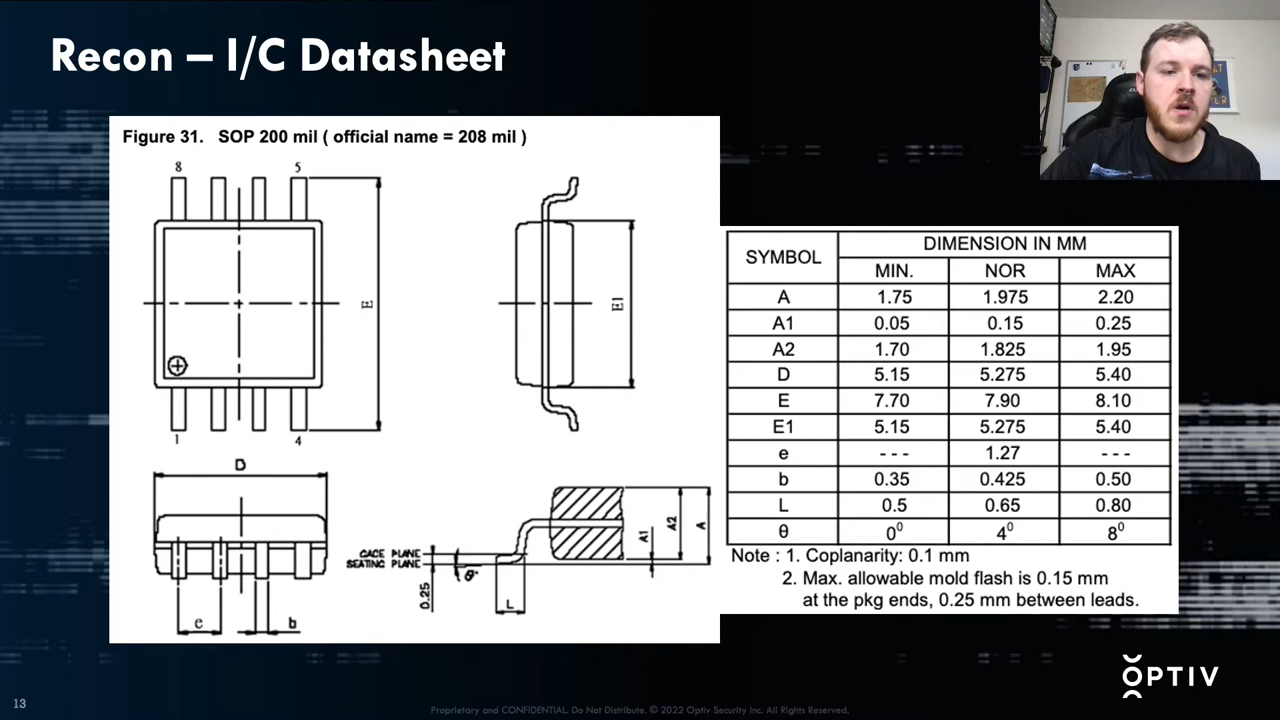 Recon – I/C Datasheet
Figure 31. SOP 200 mil ( official name = 208 mil )
8 5
E
E1
1 4
D
e b
GAGE PLANE
SEATING PLANE
0.25
θ°
L
A1
A2
A
SYMBOL DIMENSION IN MM
MIN. NOR MAX
A 1.75 1.975 2.20
A1 0.05 0.15 0.25
A2 1.70 1.825 1.95
D 5.15 5.275 5.40
E 7.70 7.90 8.10
E1 5.15 5.275 5.40
e - - - 1.27 - - -
b 0.35 0.425 0.50
L 0.5 0.65 0.80
θ 0⁰ 4⁰ 8⁰
Note : 1. Coplanarity: 0.1 mm
2. Max. allowable mold flash is 0.15 mm
at the pkg ends, 0.25 mm between leads.
OPTIV
13
Proprietary and CONFIDENTIAL. Do Not Distribute. © 2022 Optiv Security Inc. All Rights Reserved.